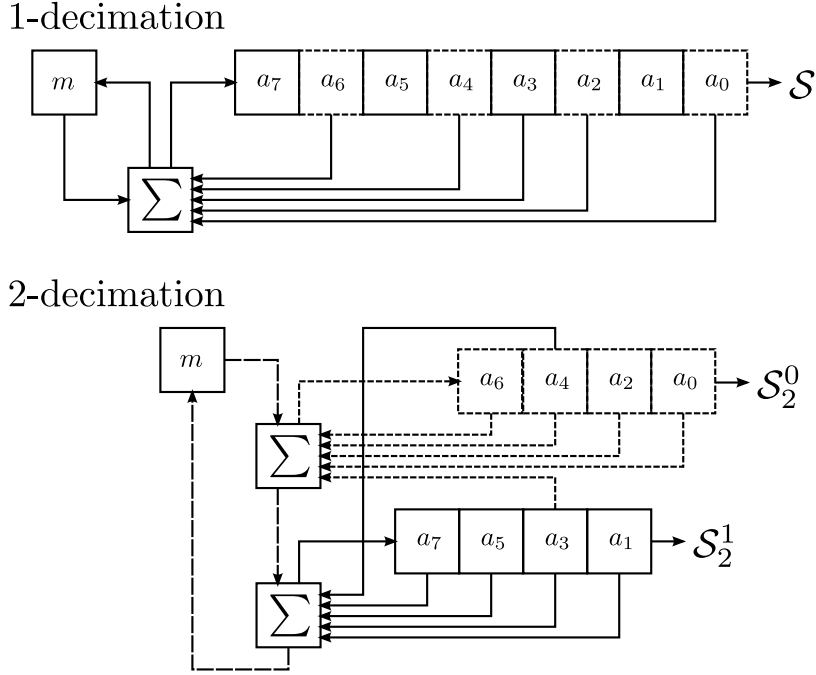 1-decimation
m a₇ a₆ a₅ a₄ a₃ a₂ a₁ a₀ 𝒮
∑
2-decimation
m a₆ a₄ a₂ a₀ 𝒮₂⁰
∑
a₇ a₅ a₃ a₁ 𝒮₂¹
∑